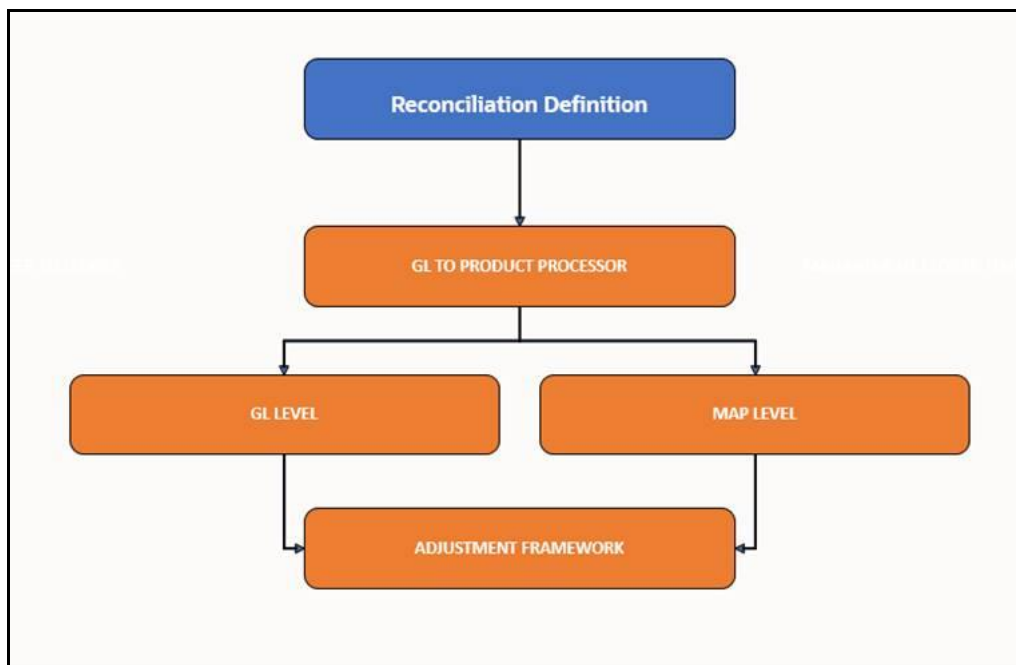 Reconciliation Definition
GL TO PRODUCT PROCESSOR
GL LEVEL
MAP LEVEL
ADJUSTMENT FRAMEWORK